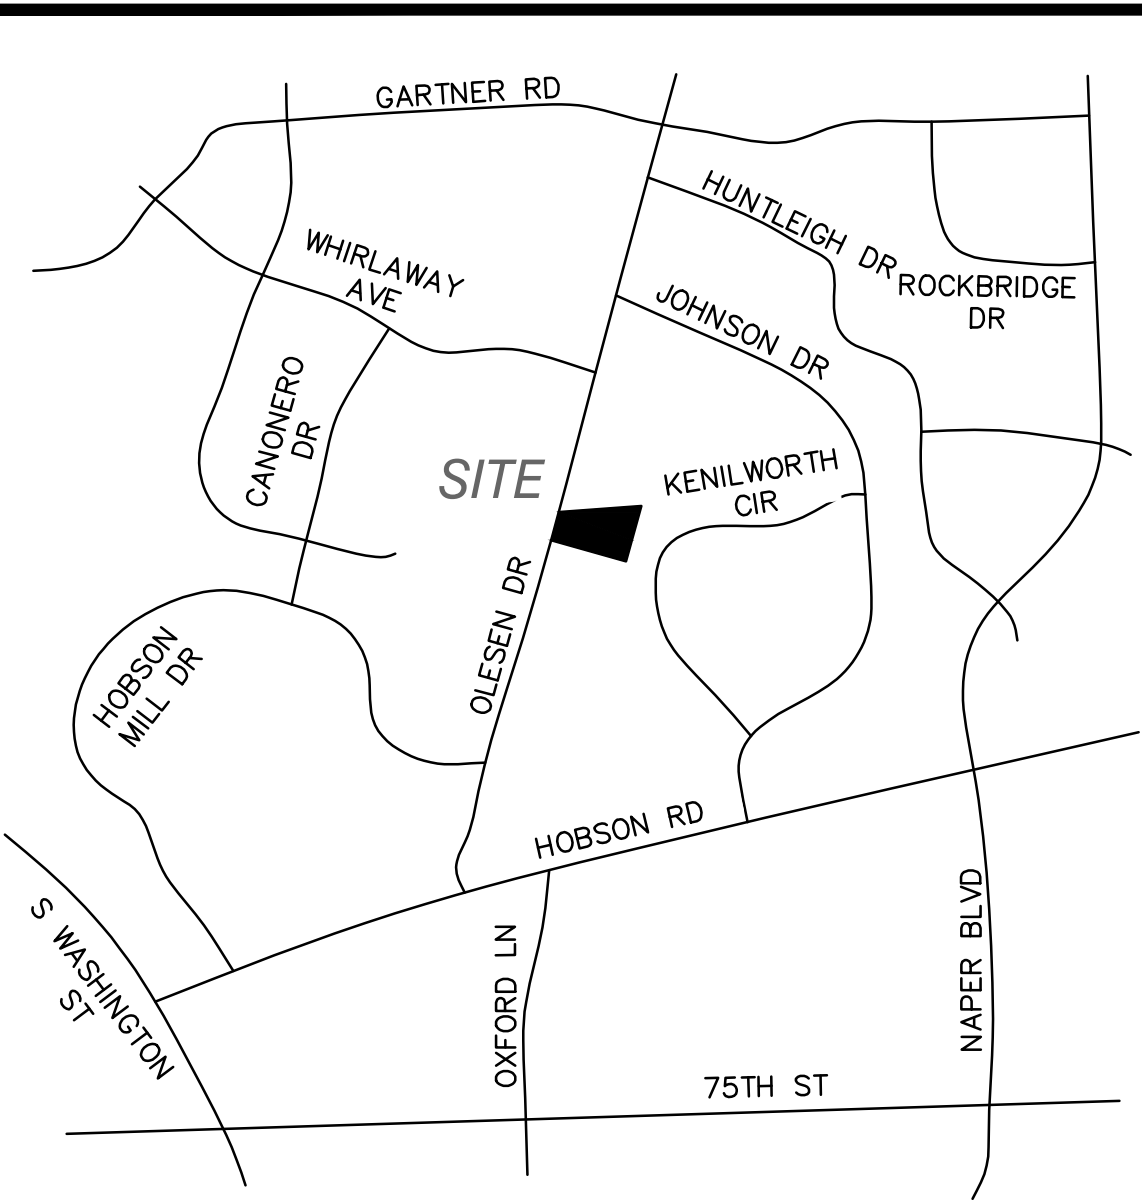 GARTNER RD
HUNTLEIGH DR
WHIRLAWAY
AVE
ROCKBRIDGE
DR
JOHNSON DR
CANONERO
DR
SITE
KENILWORTH
CIR
OLESEN DR
HOBSON
MILL DR
HOBSON RD
S WASHINGTON
ST
OXFORD LN
NAPER BLVD
75TH ST